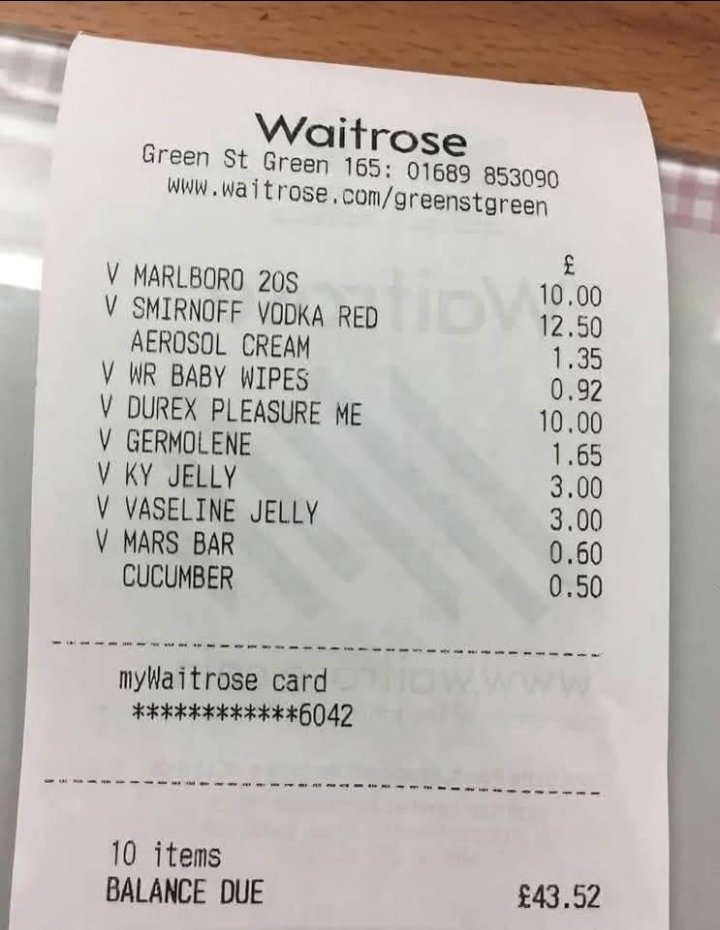 Waitrose
Green St Green 165: 01689 853090
www.waitrose.com/greenstgreen
£
V MARLBORO 20S 10.00
V SMIRNOFF VODKA RED 12.50
AEROSOL CREAM 1.35
V WR BABY WIPES 0.92
V DUREX PLEASURE ME 10.00
V GERMOLENE 1.65
V KY JELLY 3.00
V VASELINE JELLY 3.00
V MARS BAR 0.60
CUCUMBER 0.50
myWaitrose card
************6042
10 items
BALANCE DUE £43.52